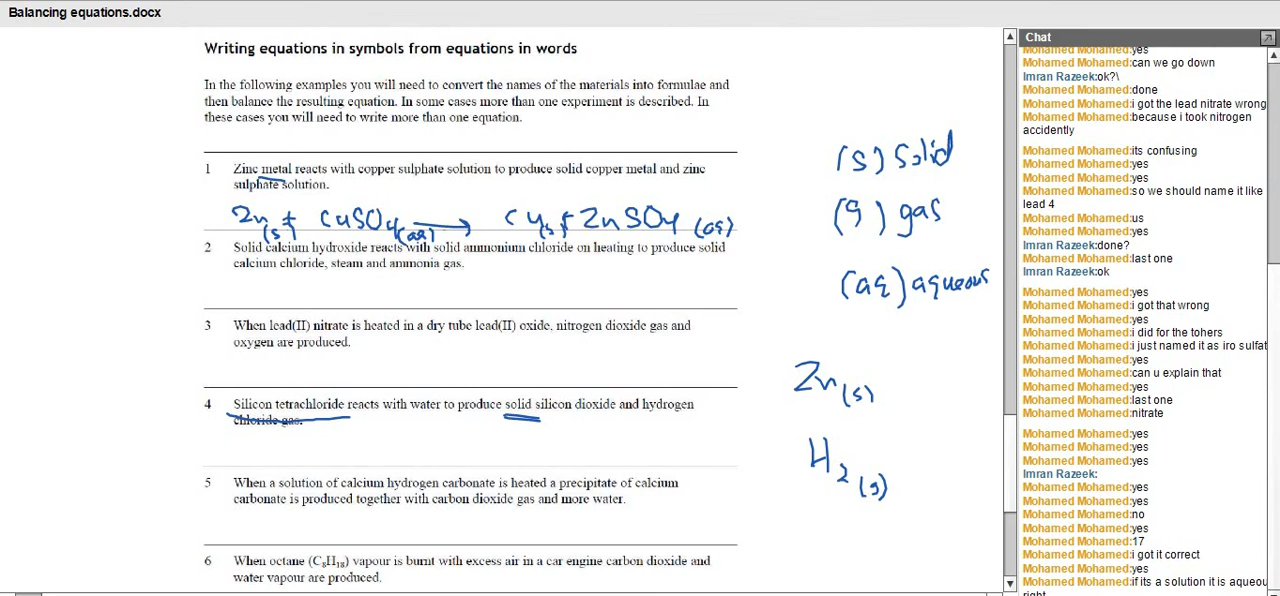 Balancing equations.docx
Writing equations in symbols from equations in words
In the following examples you will need to convert the names of the materials into formulae and
then balance the resulting equation. In some cases more than one experiment is described. In
these cases you will need to write more than one equation.
1 Zinc metal reacts with copper sulphate solution to produce solid copper metal and zinc
sulphate solution.
Zn(s) + CuSO4(aq) → Cu(s) + ZnSO4 (aq)
2 Solid calcium hydroxide reacts with solid ammonium chloride on heating to produce solid
calcium chloride, steam and ammonia gas.
3 When lead(II) nitrate is heated in a dry tube lead(II) oxide, nitrogen dioxide gas and
oxygen are produced.
4 Silicon tetrachloride reacts with water to produce solid silicon dioxide and hydrogen
chloride gas.
5 When a solution of calcium hydrogen carbonate is heated a precipitate of calcium
carbonate is produced together with carbon dioxide gas and more water.
6 When octane (C8H18) vapour is burnt with excess air in a car engine carbon dioxide and
water vapour are produced.
(s) solid
(g) gas
(aq) aqueous
Zn(s)
H2(g)
Chat
Mohamed Mohamed:yes
Mohamed Mohamed:can we go down
Imran Razeek:ok?\
Mohamed Mohamed:done
Mohamed Mohamed:i got the lead nitrate wrong
Mohamed Mohamed:because i took nitrogen
accidently
Mohamed Mohamed:its confusing
Mohamed Mohamed:yes
Mohamed Mohamed:yes
Mohamed Mohamed:so we should name it like
lead 4
Mohamed Mohamed:us
Mohamed Mohamed:yes
Imran Razeek:done?
Mohamed Mohamed:last one
Imran Razeek:ok
Mohamed Mohamed:yes
Mohamed Mohamed:i got that wrong
Mohamed Mohamed:yes
Mohamed Mohamed:i did for the tohers
Mohamed Mohamed:i just named it as iro sulfat
Mohamed Mohamed:yes
Mohamed Mohamed:can u explain that
Mohamed Mohamed:yes
Mohamed Mohamed:last one
Mohamed Mohamed:nitrate
Mohamed Mohamed:yes
Mohamed Mohamed:yes
Mohamed Mohamed:yes
Imran Razeek:
Mohamed Mohamed:yes
Mohamed Mohamed:yes
Mohamed Mohamed:no
Mohamed Mohamed:yes
Mohamed Mohamed:17
Mohamed Mohamed:i got it correct
Mohamed Mohamed:yes
Mohamed Mohamed:if its a solution it is aqueou
right